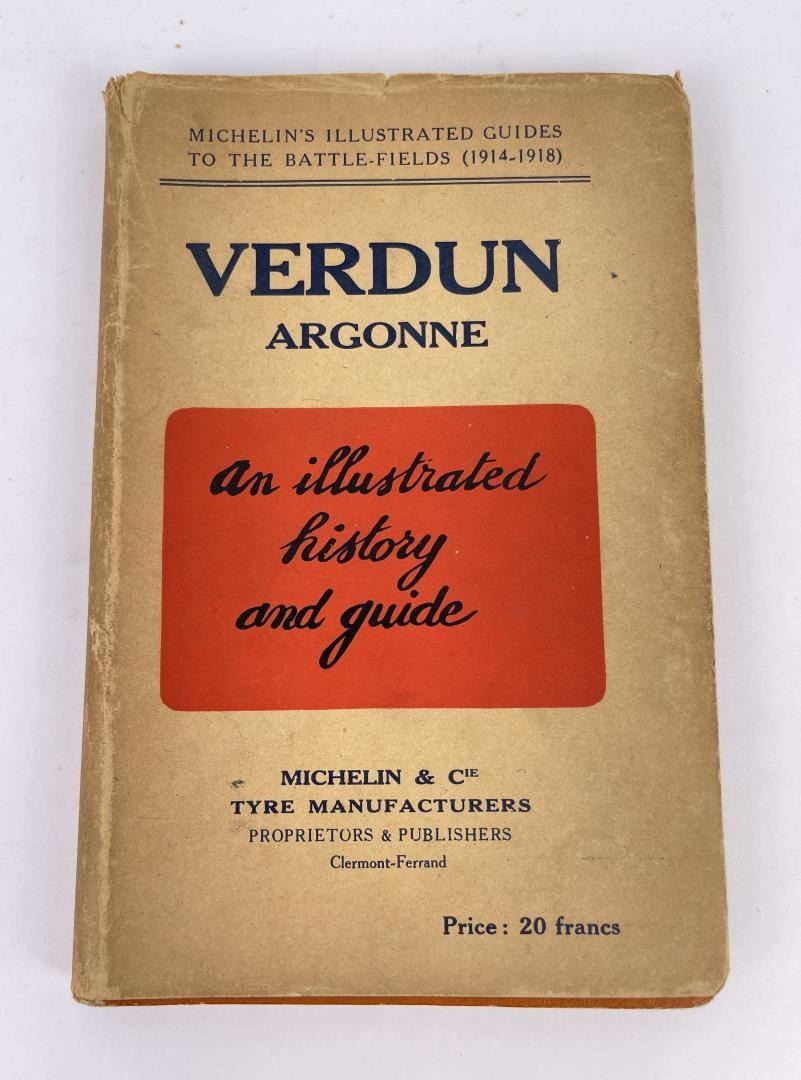 MICHELIN'S ILLUSTRATED GUIDES
TO THE BATTLE-FIELDS (1914-1918)
VERDUN
ARGONNE
An illustrated
history
and guide
MICHELIN & CIE
TYRE MANUFACTURERS
PROPRIETORS & PUBLISHERS
Clermont-Ferrand
Price : 20 francs